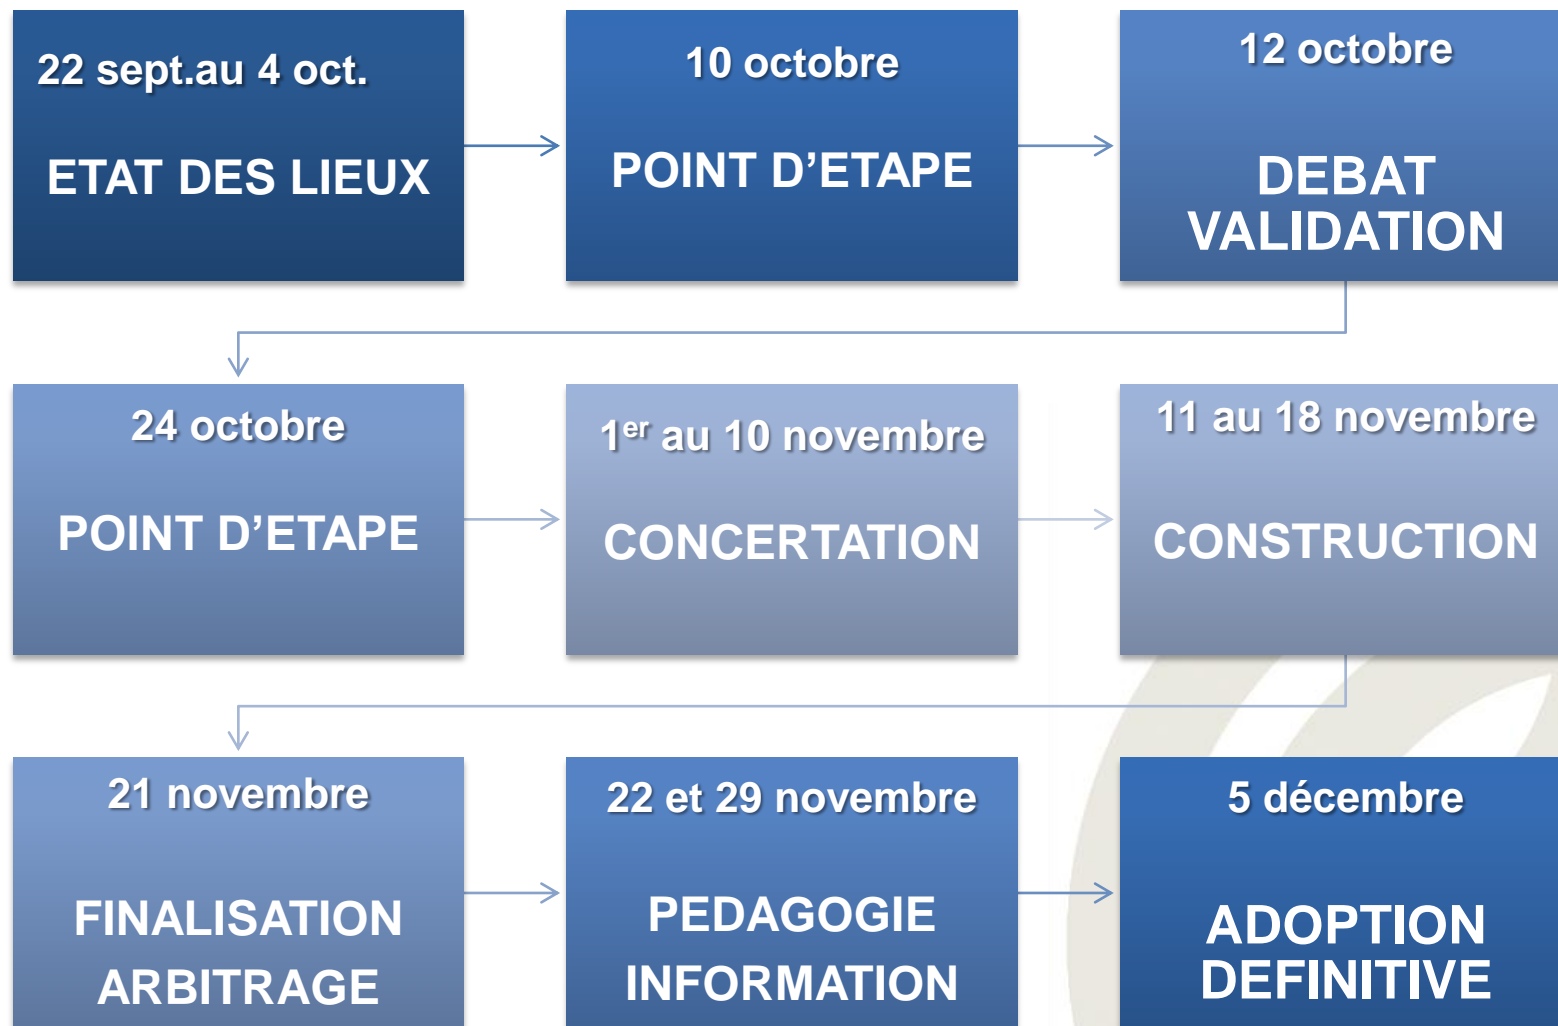 22 sept.au 4 oct.
ETAT DES LIEUX
10 octobre
POINT D’ETAPE
12 octobre
DEBAT
VALIDATION
24 octobre
POINT D’ETAPE
1er au 10 novembre
CONCERTATION
11 au 18 novembre
CONSTRUCTION
21 novembre
FINALISATION
ARBITRAGE
22 et 29 novembre
PEDAGOGIE
INFORMATION
5 décembre
ADOPTION
DEFINITIVE